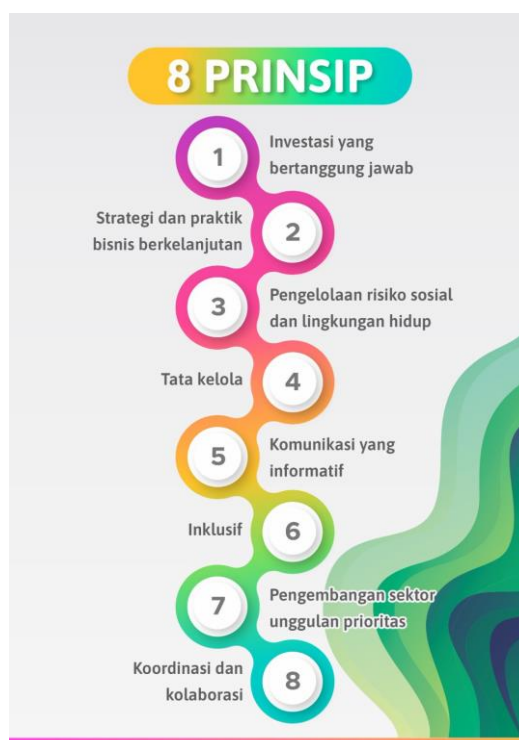 8 PRINSIP
1
Investasi yang
bertanggung jawab
Strategi dan praktik
bisnis berkelanjutan
2
3
Pengelolaan risiko sosial
dan lingkungan hidup
Tata kelola
4
5
Komunikasi yang
informatif
Inklusif
6
7
Pengembangan sektor
unggulan prioritas
Koordinasi dan
kolaborasi
8